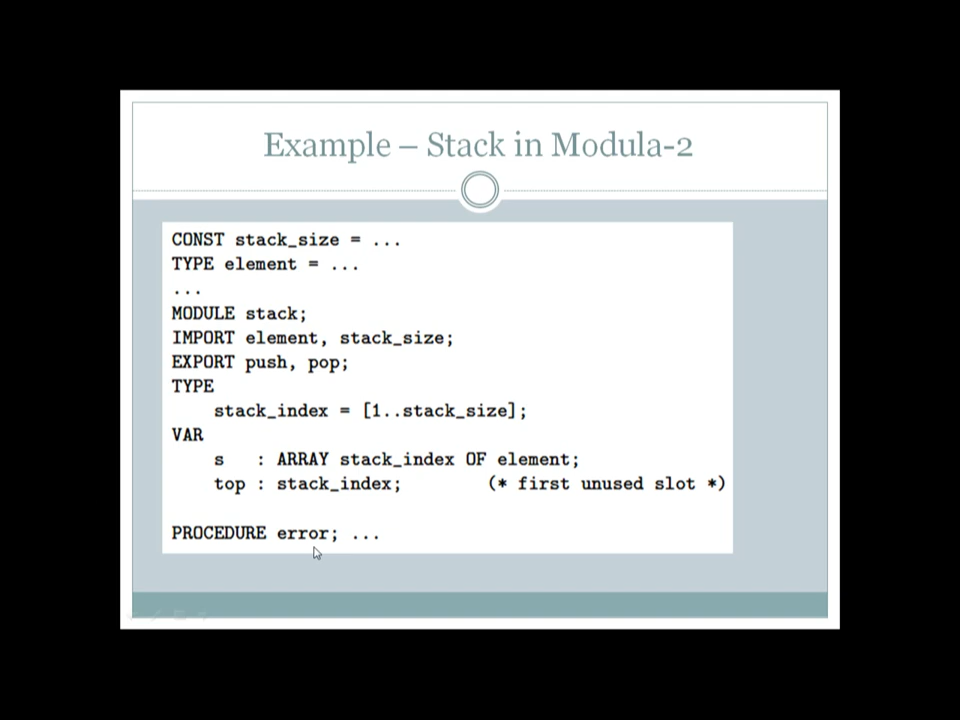 Example – Stack in Modula-2
CONST stack_size = ...
TYPE element = ...
...
MODULE stack;
IMPORT element, stack_size;
EXPORT push, pop;
TYPE
stack_index = [1..stack_size];
VAR
s : ARRAY stack_index OF element;
top : stack_index; (* first unused slot *)
PROCEDURE error; ...